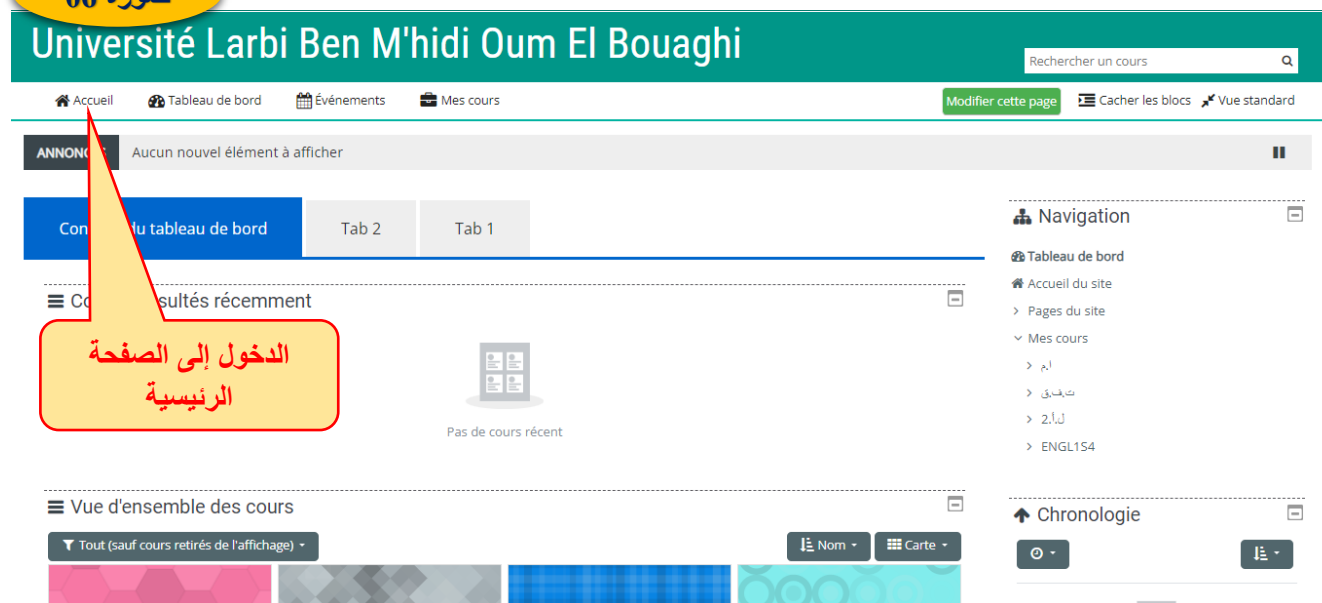 صورة 06
Université Larbi Ben M'hidi Oum El Bouaghi
Rechercher un cours
Accueil Tableau de bord Événements Mes cours Modifier cette page Cacher les blocs Vue standard
Aucun nouvel élément à afficher
du tableau de bord Tab 2 Tab 1
récemment
الدخول إلى الصفحة
الرئيسية
Pas de cours récent
Vue d'ensemble des cours
Tout (sauf cours retirés de l'affichage) Nom Carte
Navigation
Tableau de bord
Accueil du site
Pages du site
Mes cours
ا.م
ت.ف.ق
ل.أ.2
ENGL1S4
Chronologie